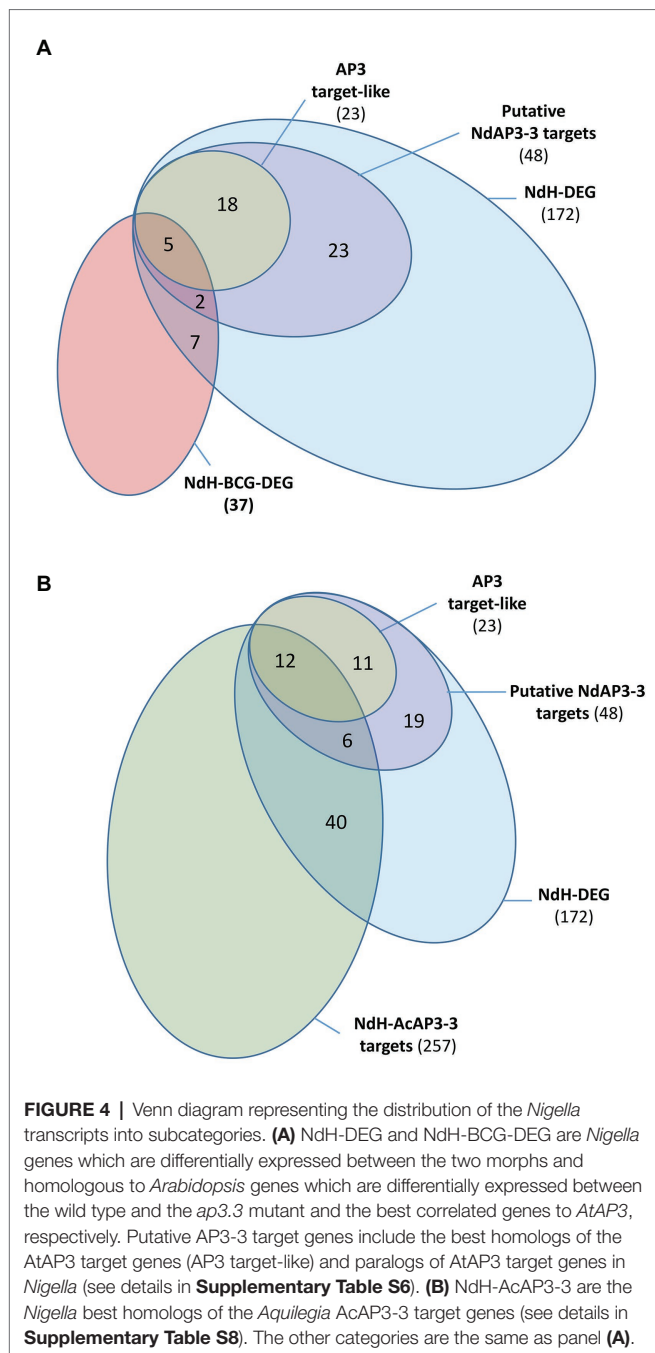 A
AP3
target-like
(23)
Putative
NdAP3-3 targets
(48)
NdH-DEG
(172)
18
5
23
2
7
NdH-BCG-DEG
(37)
B
AP3
target-like
(23)
12
11
Putative NdAP3-3
targets (48)
19
6
40
NdH-DEG
(172)
NdH-AcAP3-3
targets (257)
FIGURE 4 | Venn diagram representing the distribution of the Nigella
transcripts into subcategories. (A) NdH-DEG and NdH-BCG-DEG are Nigella
genes which are differentially expressed between the two morphs and
homologous to Arabidopsis genes which are differentially expressed between
the wild type and the ap3.3 mutant and the best correlated genes to AtAP3,
respectively. Putative AP3-3 target genes include the best homologs of the
AtAP3 target genes (AP3 target-like) and paralogs of AtAP3 target genes in
Nigella (see details in Supplementary Table S6). (B) NdH-AcAP3-3 are the
Nigella best homologs of the Aquilegia AcAP3-3 target genes (see details in
Supplementary Table S8). The other categories are the same as panel (A).